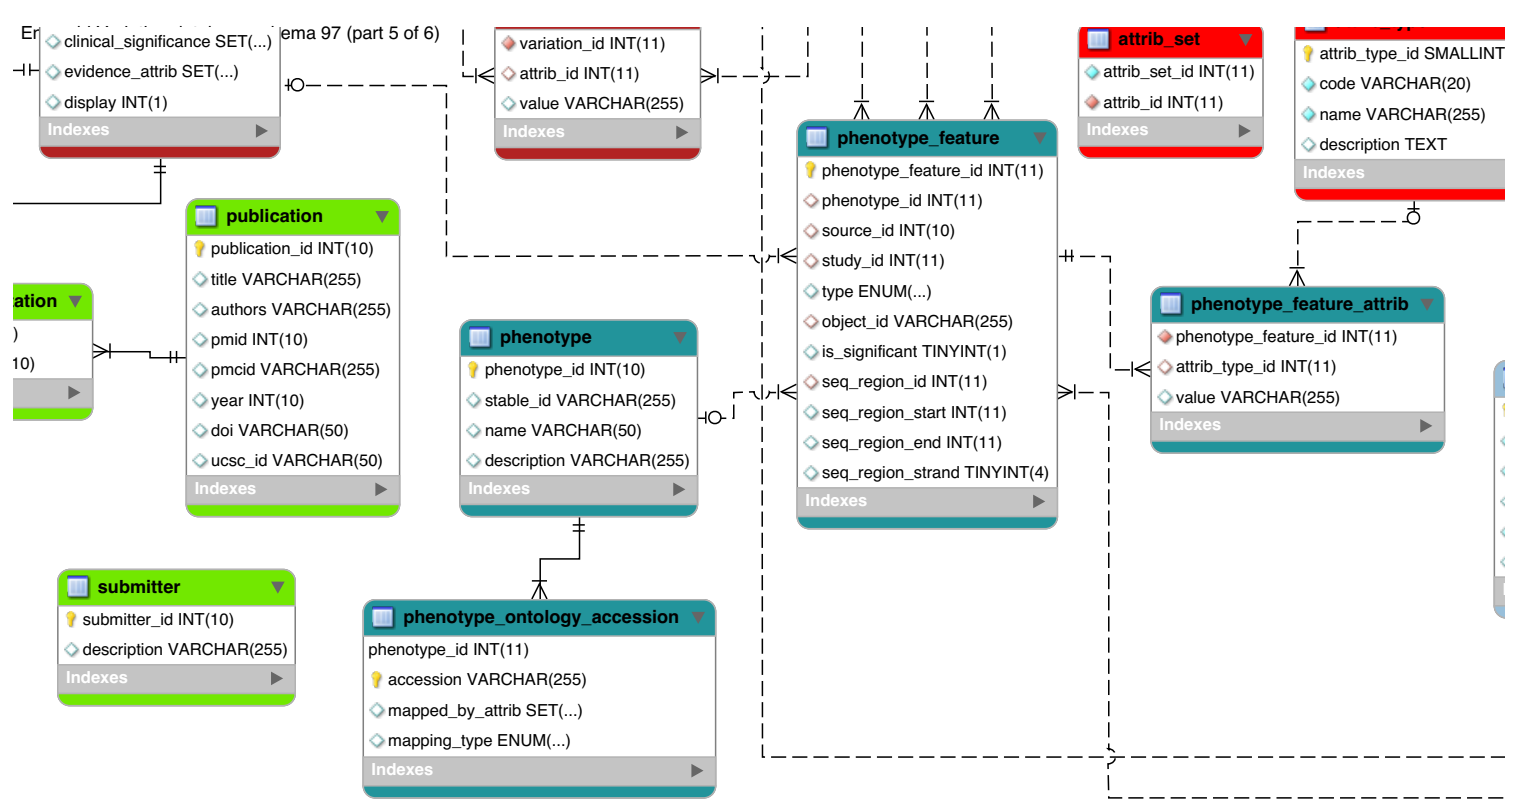 ema 97 (part 5 of 6)
clinical_significance SET(...)
evidence_attrib SET(...)
display INT(1)
Indexes
variation_id INT(11)
attrib_id INT(11)
value VARCHAR(255)
Indexes
attrib_set
attrib_set_id INT(11)
attrib_id INT(11)
Indexes
attrib_type_id SMALLINT
code VARCHAR(20)
name VARCHAR(255)
description TEXT
Indexes
phenotype_feature
phenotype_feature_id INT(11)
phenotype_id INT(11)
source_id INT(10)
study_id INT(11)
type ENUM(...)
object_id VARCHAR(255)
is_significant TINYINT(1)
seq_region_id INT(11)
seq_region_start INT(11)
seq_region_end INT(11)
seq_region_strand TINYINT(4)
Indexes
publication
publication_id INT(10)
title VARCHAR(255)
authors VARCHAR(255)
pmid INT(10)
pmcid VARCHAR(255)
year INT(10)
doi VARCHAR(50)
ucsc_id VARCHAR(50)
Indexes
ation
)
10)
phenotype
phenotype_id INT(10)
stable_id VARCHAR(255)
name VARCHAR(50)
description VARCHAR(255)
Indexes
phenotype_feature_attrib
phenotype_feature_id INT(11)
attrib_type_id INT(11)
value VARCHAR(255)
Indexes
submitter
submitter_id INT(10)
description VARCHAR(255)
Indexes
phenotype_ontology_accession
phenotype_id INT(11)
accession VARCHAR(255)
mapped_by_attrib SET(...)
mapping_type ENUM(...)
Indexes